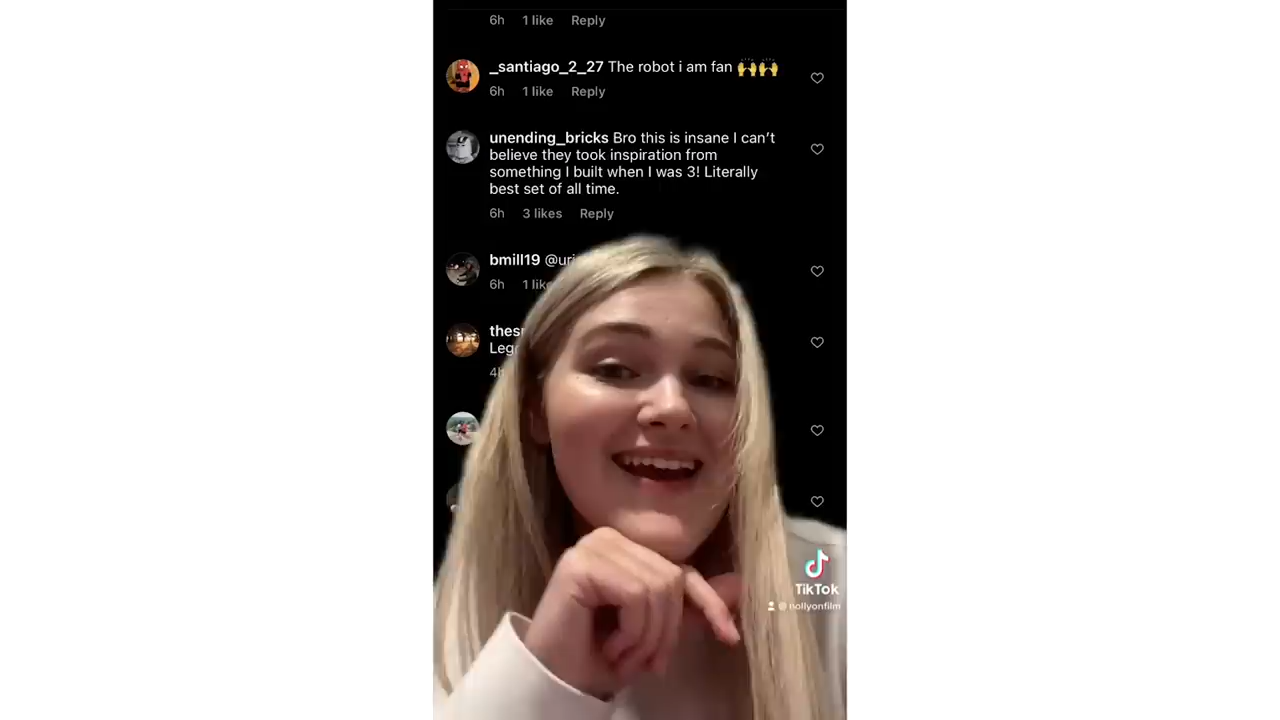 6h 1 like Reply
_santiago_2_27 The robot i am fan 🙌🙌
6h 1 like Reply
unending_bricks Bro this is insane I can't
believe they took inspiration from
something I built when I was 3! Literally
best set of all time.
6h 3 likes Reply
bmill19
6h 1
TikTok
@nollyonfilm